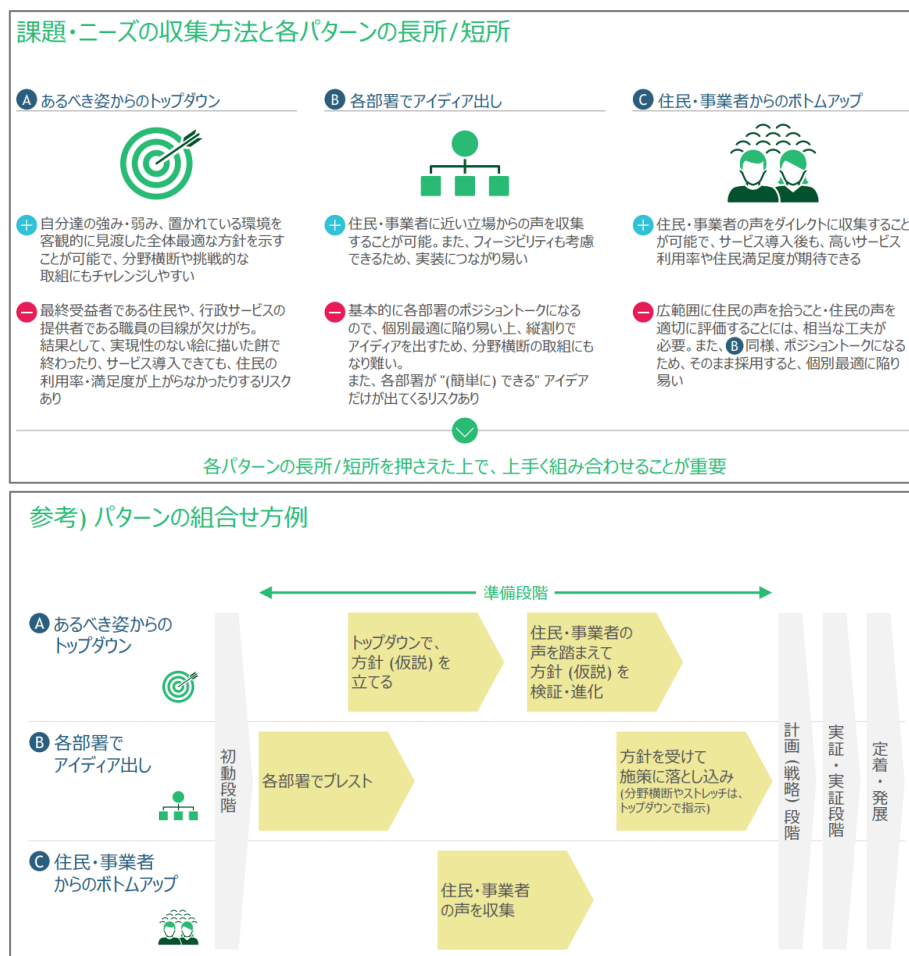 課題・ニーズの収集方法と各パターンの長所/短所
A あるべき姿からのトップダウン
自分達の強み・弱み、置かれている環境を
客観的に見渡した全体最適な方針を示す
ことが可能で、分野横断や挑戦的な
取組にもチャレンジしやすい
最終受益者である住民や、行政サービスの
提供者である職員の目線が欠けがち。
結果として、実現性のない絵に描いた餅で
終わったり、サービス導入できても、住民の
利用率・満足度が上がらなかったりするリスク
あり
B 各部署でアイディア出し
住民・事業者に近い立場からの声を収集
することが可能。また、フィージビリティも考慮
できるため、実装につながり易い
基本的に各部署のポジショントークになる
ので、個別最適に陥り易い上、縦割りで
アイディアを出すため、分野横断の取組にも
なり難い。
また、各部署が "(簡単に) できる" アイデア
だけが出てくるリスクあり
C 住民・事業者からのボトムアップ
住民・事業者の声をダイレクトに収集すること
が可能で、サービス導入後も、高いサービス
利用率や住民満足度が期待できる
広範囲に住民の声を拾うこと・住民の声を
適切に評価することには、相当な工夫が
必要。また、B 同様、ポジショントークになる
ため、そのまま採用すると、個別最適に陥り
易い
各パターンの長所/短所を押さえた上で、上手く組み合わせることが重要
参考) パターンの組合せ方例
準備段階
A あるべき姿からの
トップダウン
トップダウンで、
方針 (仮説) を
立てる
住民・事業者の
声を踏まえて
方針 (仮説) を
検証・進化
B 各部署で
アイディア出し
初動段階
各部署でブレスト
方針を受けて
施策に落とし込み
(分野横断やストレッチは、
トップダウンで指示)
計画 (戦略) 段階
実証・実証段階
定着・発展
C 住民・事業者
からのボトムアップ
住民・事業者
の声を収集